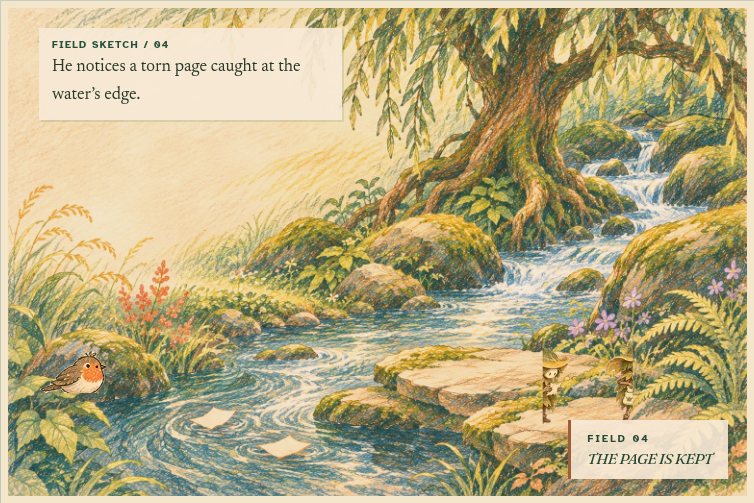 FIELD SKETCH / 04
He notices a torn page caught at the
water’s edge.
FIELD 04
THE PAGE IS KEPT